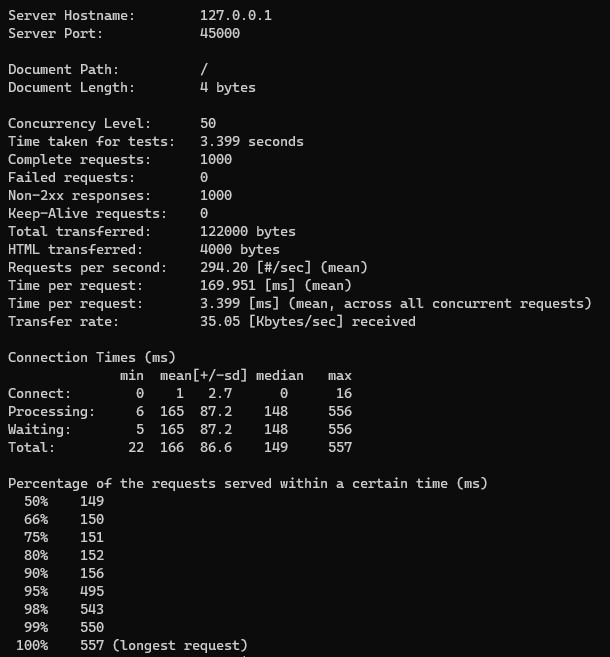 Server Hostname:        127.0.0.1
Server Port:            45000

Document Path:          /
Document Length:        4 bytes

Concurrency Level:      50
Time taken for tests:   3.399 seconds
Complete requests:      1000
Failed requests:        0
Non-2xx responses:      1000
Keep-Alive requests:    0
Total transferred:      122000 bytes
HTML transferred:       4000 bytes
Requests per second:    294.20 [#/sec] (mean)
Time per request:       169.951 [ms] (mean)
Time per request:       3.399 [ms] (mean, across all concurrent requests)
Transfer rate:          35.05 [Kbytes/sec] received

Connection Times (ms)
              min  mean[+/-sd] median   max
Connect:        0    1   2.7      0      16
Processing:     6  165  87.2    148     556
Waiting:        5  165  87.2    148     556
Total:         22  166  86.6    149     557

Percentage of the requests served within a certain time (ms)
  50%    149
  66%    150
  75%    151
  80%    152
  90%    156
  95%    495
  98%    543
  99%    550
 100%    557 (longest request)